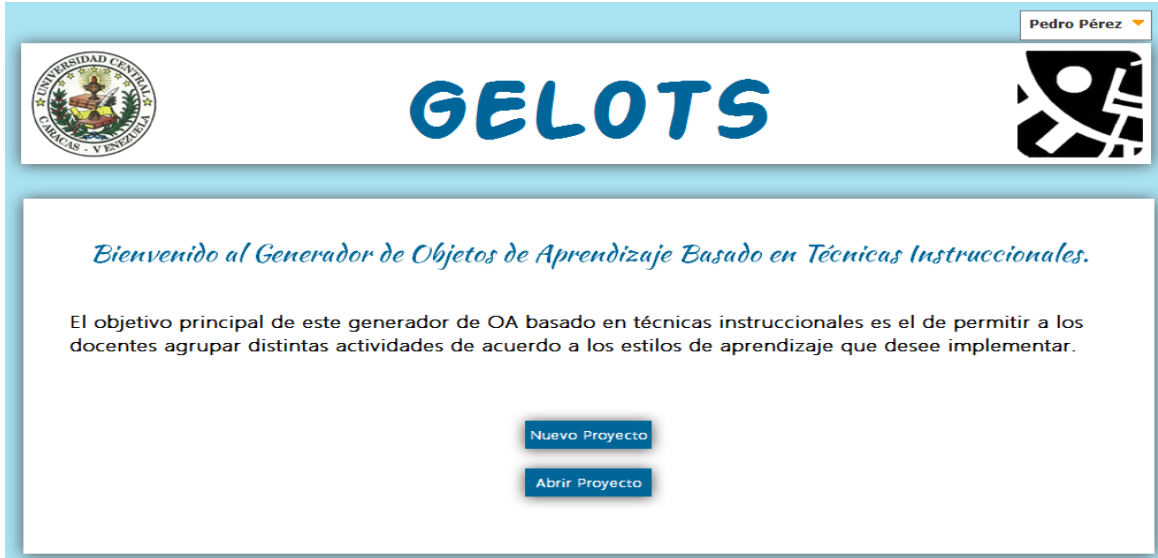 Pedro Pérez
UNIVERSIDAD CENTRAL
CARACAS - VENEZUELA
GELOTS
Bienvenido al Generador de Objetos de Aprendizaje Basado en Técnicas Instruccionales.
El objetivo principal de este generador de OA basado en técnicas instruccionales es el de permitir a los
docentes agrupar distintas actividades de acuerdo a los estilos de aprendizaje que desee implementar.
Nuevo Proyecto
Abrir Proyecto